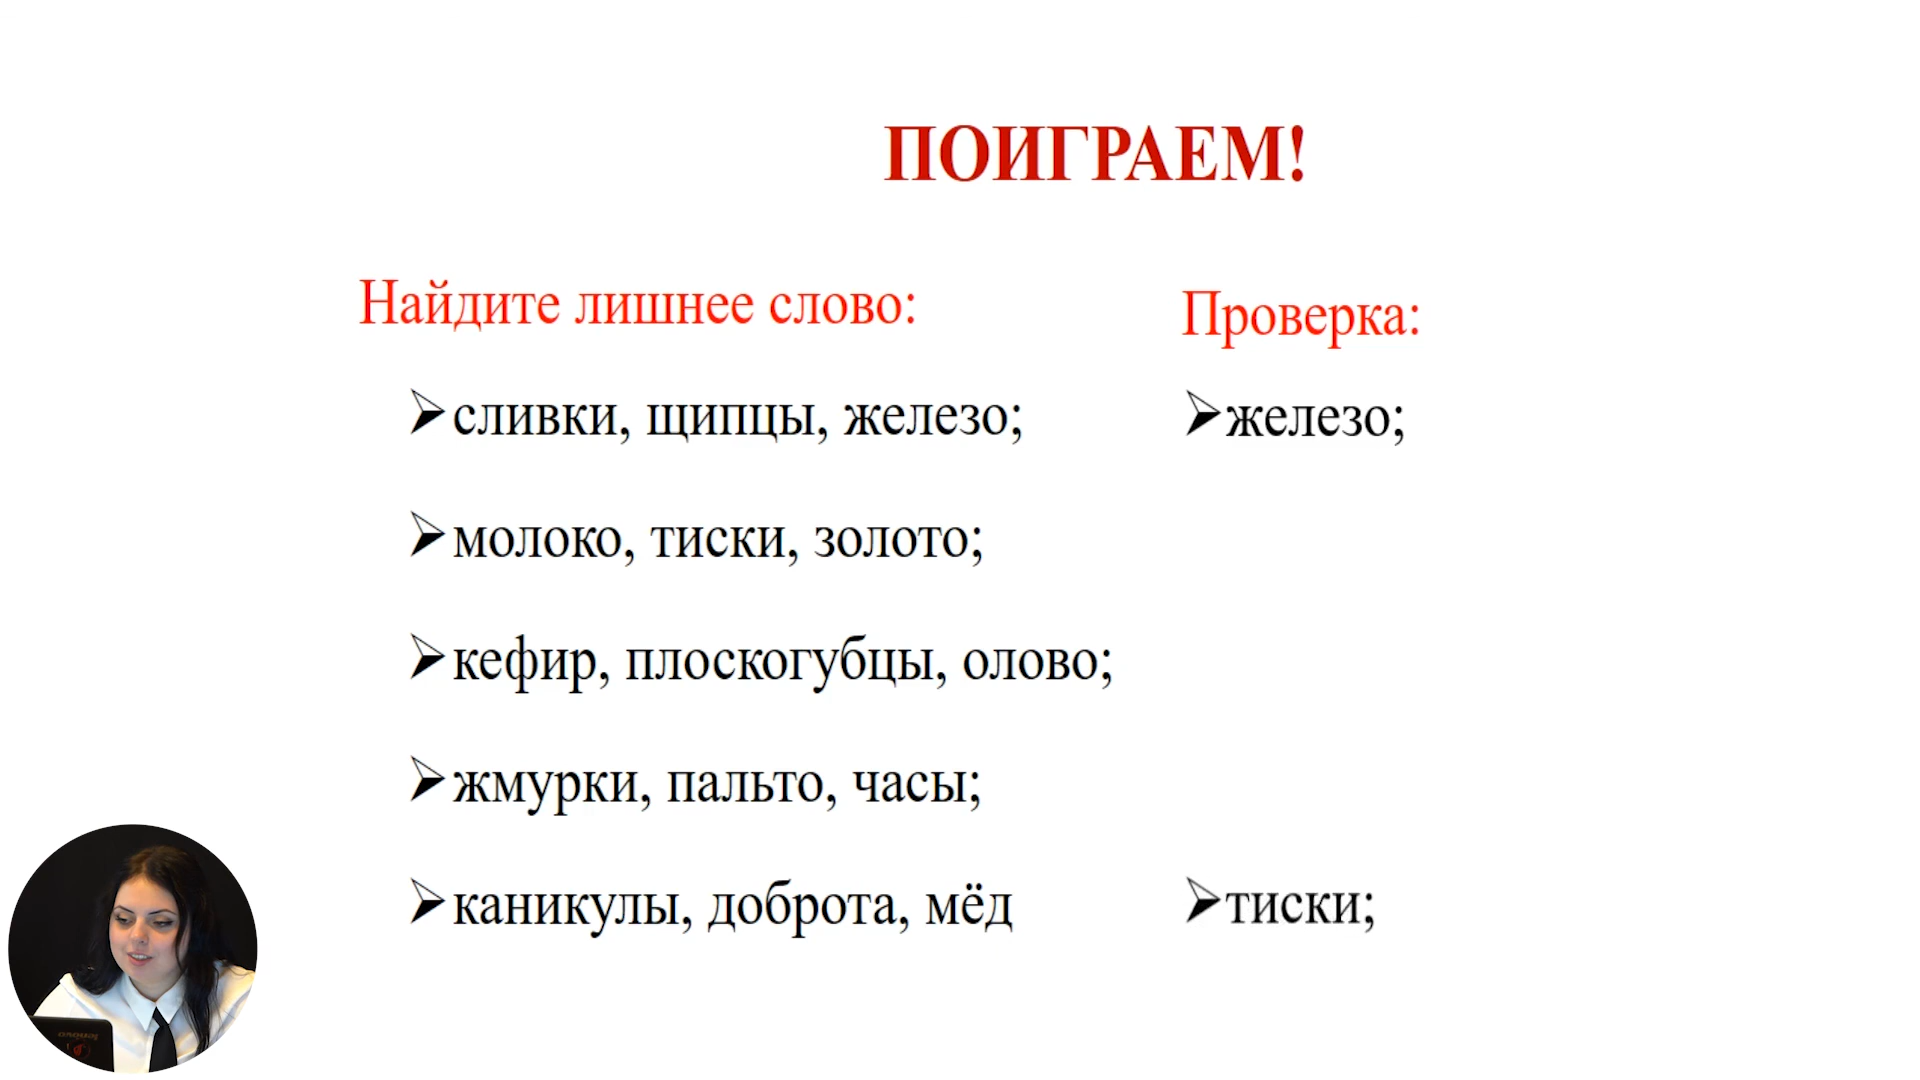 ПОИГРАЕМ!
Найдите лишнее слово:
сливки, щипцы, железо;
молоко, тиски, золото;
кефир, плоскогубцы, олово;
жмурки, пальто, часы;
каникулы, доброта, мёд
Проверка:
железо;
тиски;
lenovo